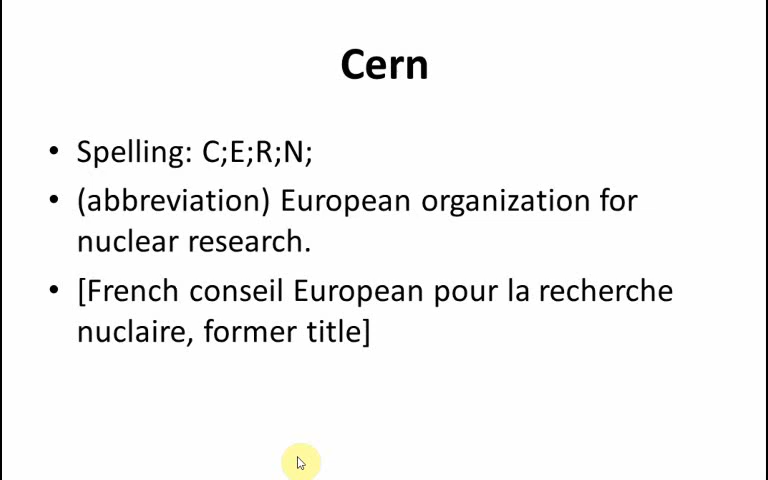 Cern
• Spelling: C;E;R;N;
• (abbreviation) European organization for
nuclear research.
• [French conseil European pour la recherche
nuclaire, former title]